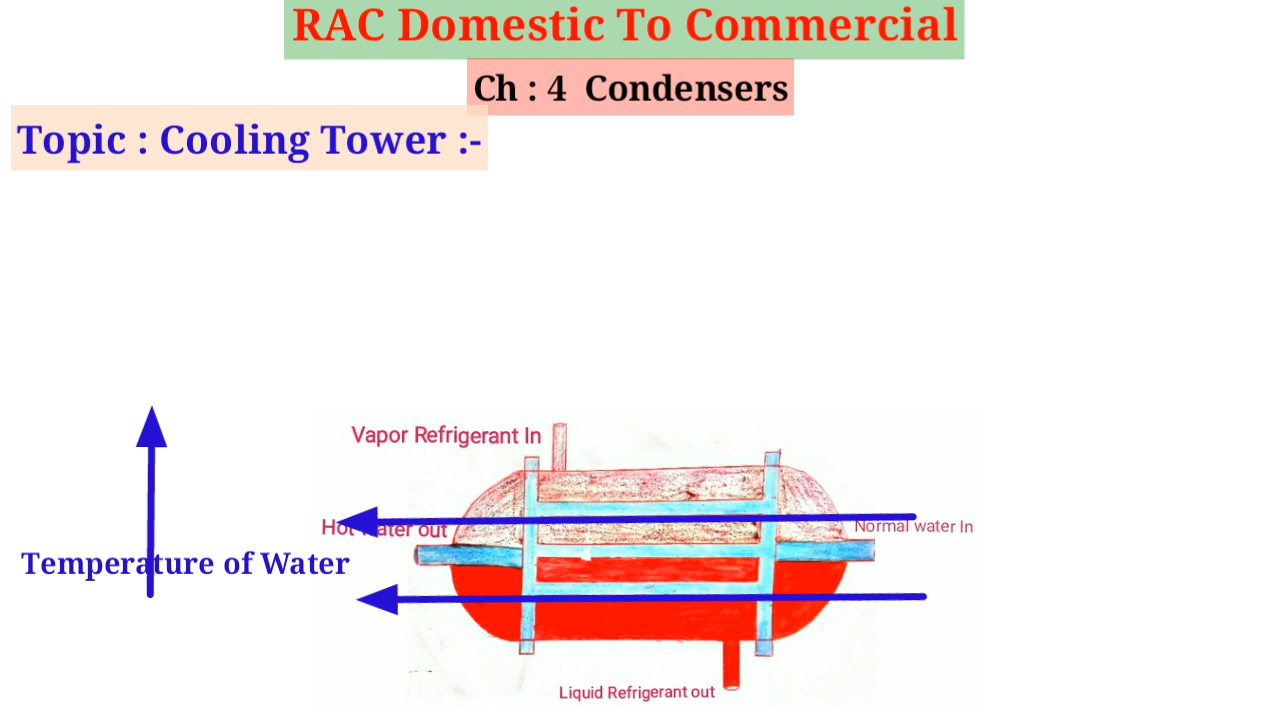 RAC Domestic To Commercial
Ch : 4 Condensers
Topic : Cooling Tower :-
Vapor Refrigerant In
Hot water out
Normal water In
Temperature of Water
Liquid Refrigerant out